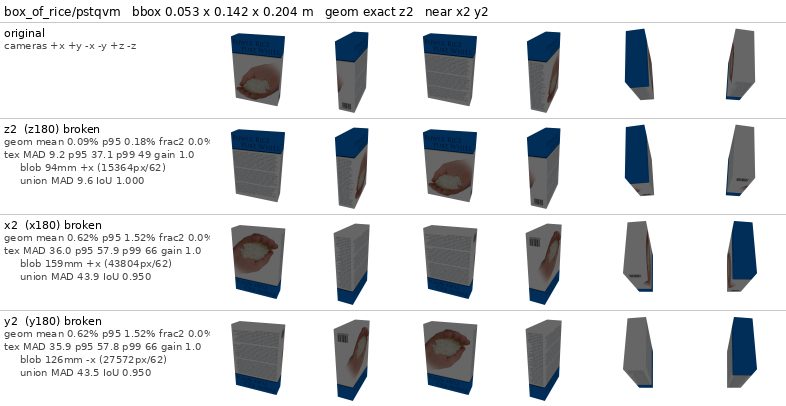 box_of_rice/pstqvm   bbox 0.053 x 0.142 x 0.204 m   geom exact z2   near x2 y2
original
cameras +x +y -x -y +z -z
z2  (z180) broken
geom mean 0.09% p95 0.18% frac2 0.0%
tex MAD 9.2 p95 37.1 p99 49 gain 1.0
blob 94mm +x (15364px/62)
union MAD 9.6 IoU 1.000
x2  (x180) broken
geom mean 0.62% p95 1.52% frac2 0.0%
tex MAD 36.0 p95 57.9 p99 66 gain 1.0
blob 159mm +x (43804px/62)
union MAD 43.9 IoU 0.950
y2  (y180) broken
geom mean 0.62% p95 1.52% frac2 0.0%
tex MAD 35.9 p95 57.8 p99 66 gain 1.0
blob 126mm -x (27572px/62)
union MAD 43.5 IoU 0.950